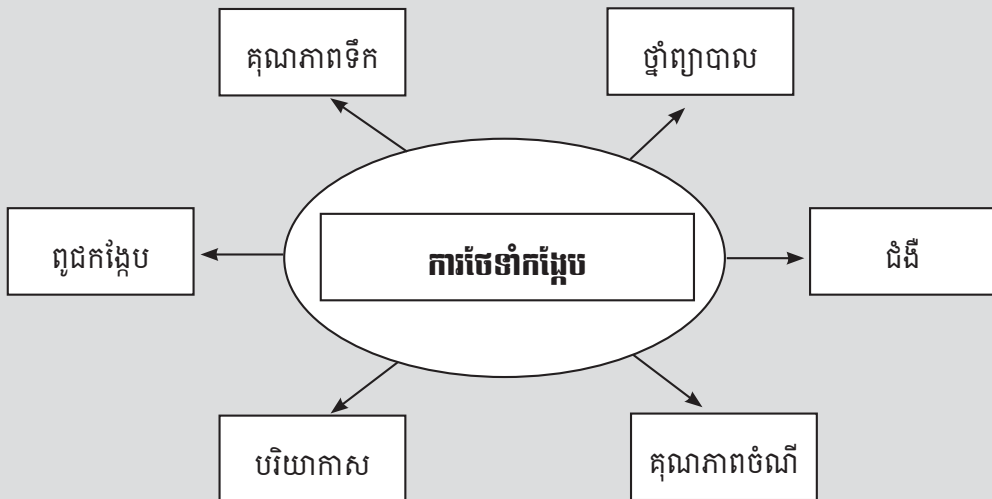 គុណភាពទឹក
ថ្នាំព្យាបាល
ពូជកង្កែប
ការថែទាំកង្កែប
ជំងឺ
បរិយាកាស
គុណភាពចំណី